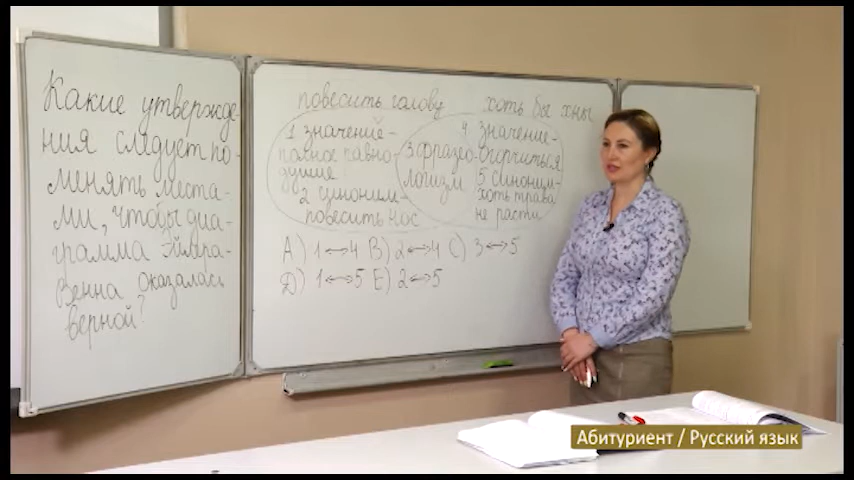 Какие утвержде-
ния следует по-
менять места-
ми, чтобы диа-
грамма Эйлера-
Венна оказалась
верной?
повесить голову
1 значение-
полное равно-
душие
2 синоним-
повесить нос
3 фразео-
логизм
хоть бы хны
4 значение-
огорчиться
5 синоним-
хоть трава
не расти
А) 1↔4 В) 2↔4 С) 3↔5
D) 1↔5 Е) 2↔5
Абитуриент / Русский язык